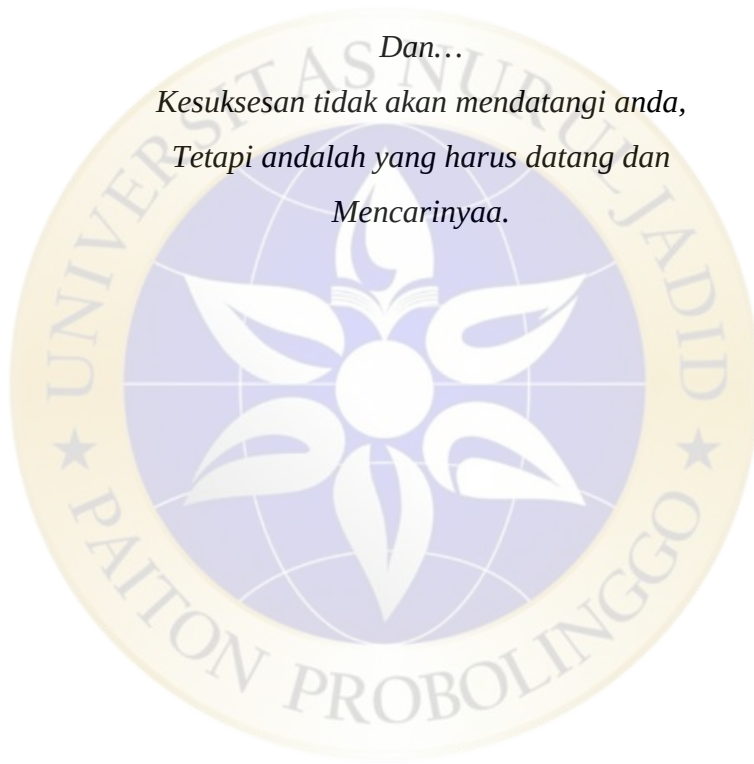 Dan…
Kesuksesan tidak akan mendatangi anda,
Tetapi andalah yang harus datang dan
Mencarinyaa.
UNIVERSITAS NURUL JADID
PAITON PROBOLINGGO